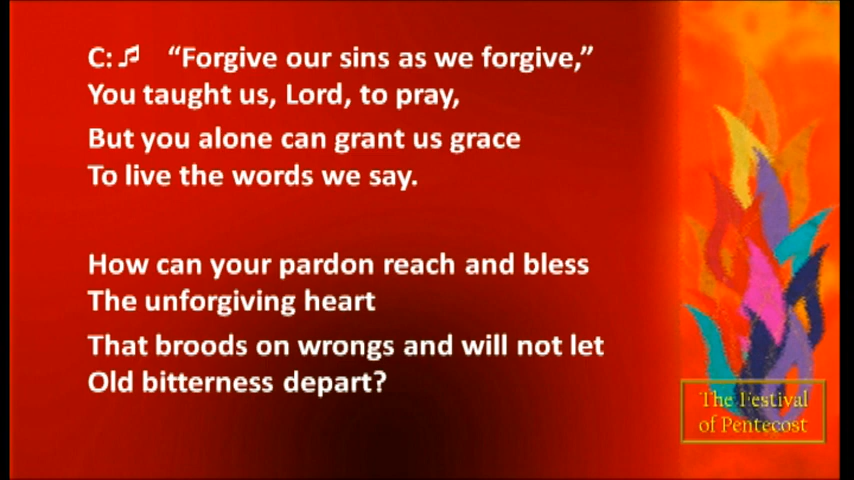 C: ♫ “Forgive our sins as we forgive,”
You taught us, Lord, to pray,
But you alone can grant us grace
To live the words we say.
How can your pardon reach and bless
The unforgiving heart
That broods on wrongs and will not let
Old bitterness depart?
The Festival
of Pentecost